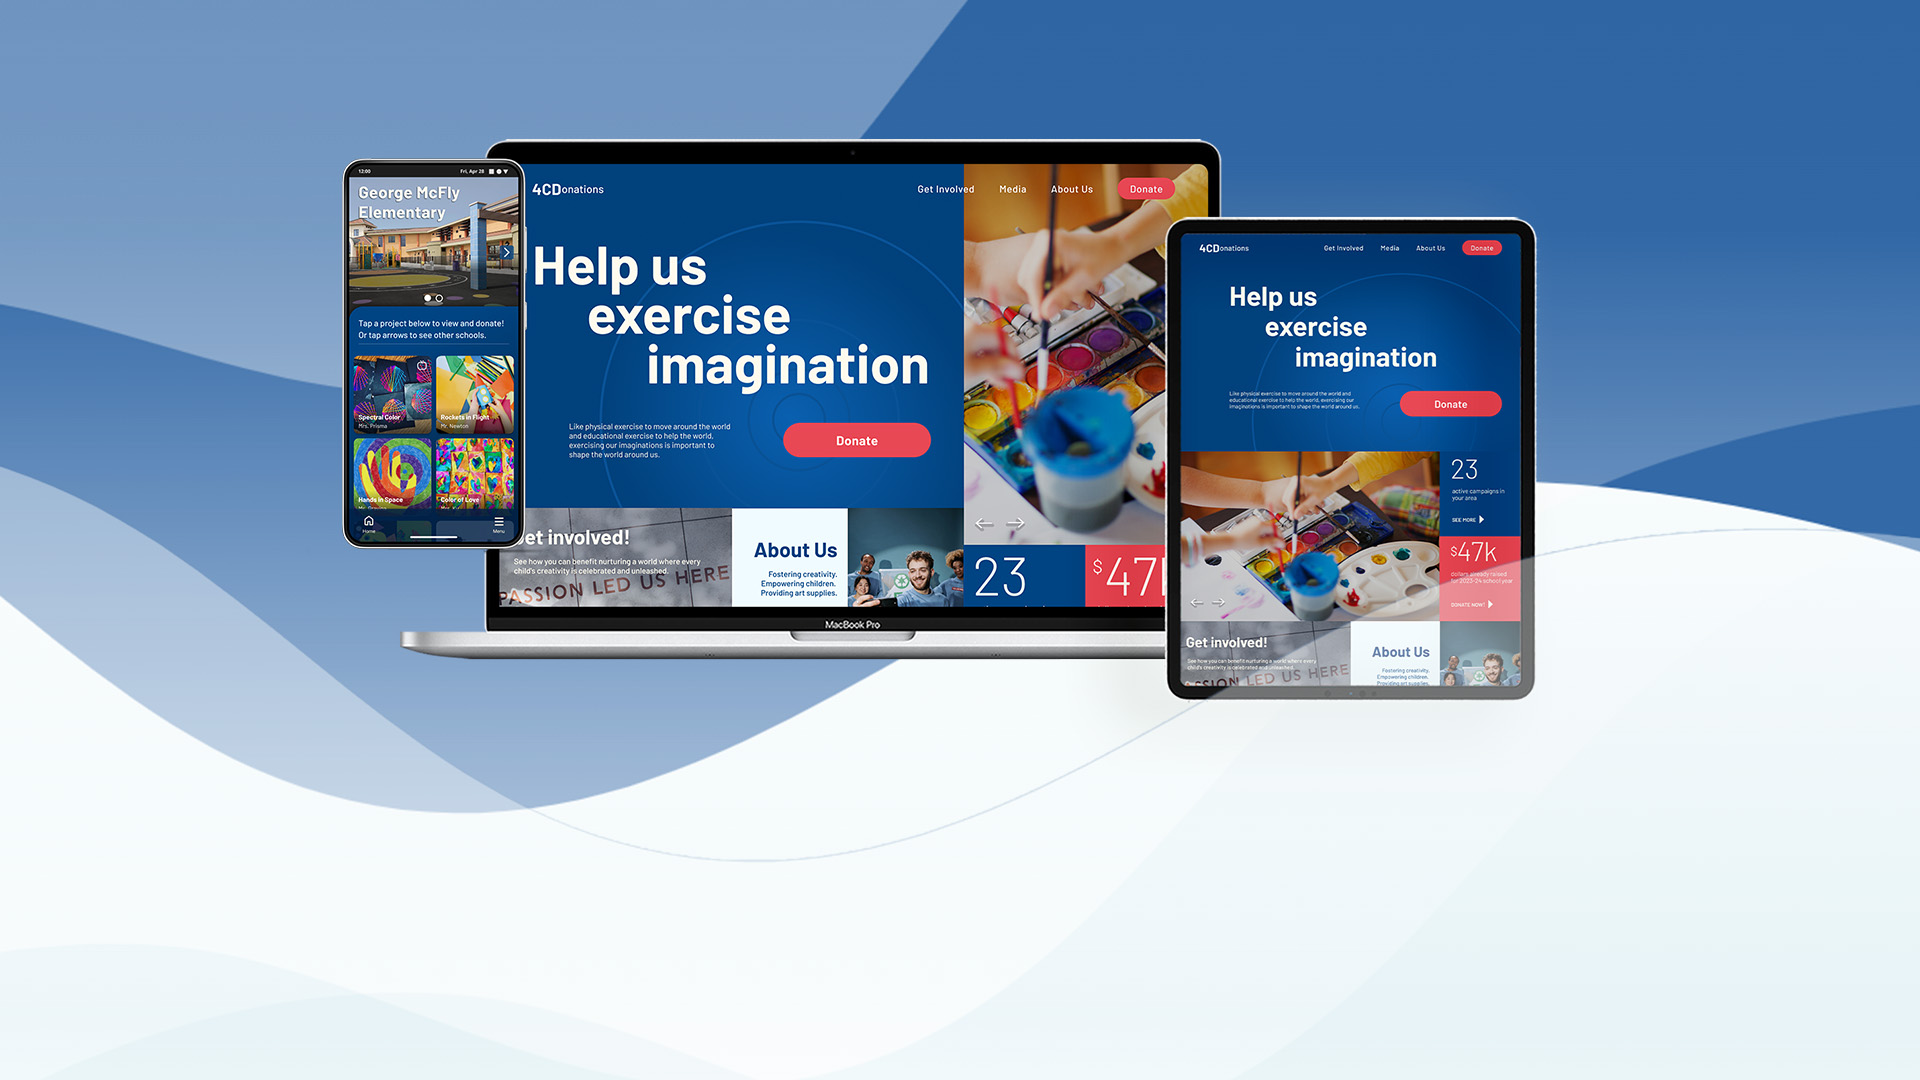 12:00
Fri, Apr 28
George McFly
Elementary
Tap a project below to view and donate!
Or tap arrows to see other schools.
Spectral Color
Mrs. Prisma
Rockets in Flight
Mr. Newton
Hands in Space
Color of Love
Home
Menu
4CDonations
Get Involved
Media
About Us
Donate
Help us
exercise
imagination
Like physical exercise to move around the world
and educational exercise to help the world,
exercising our imaginations is important to
shape the world around us.
Donate
et involved!
See how you can benefit nurturing a world where every
child's creativity is celebrated and unleashed.
PASSION LED US HERE
About Us
Fostering creativity.
Empowering children.
Providing art supplies.
23
$47
MacBook Pro
4CDonations
Get Involved
Media
About Us
Donate
Help us
exercise
imagination
Like physical exercise to move around the world and
educational exercise to help the world, exercising our
imaginations is important to shape the world around us.
Donate
23
active campaigns in
your area
SEE MORE
$47k
dollars already raised
for 2023-24 school year
DONATE NOW!
Get involved!
See how you can benefit nurturing a world where every
child's creativity is celebrated and unleashed.
SSION LED US HERE
About Us
Fostering creativity.
Empowering children.
Providing art supplies.